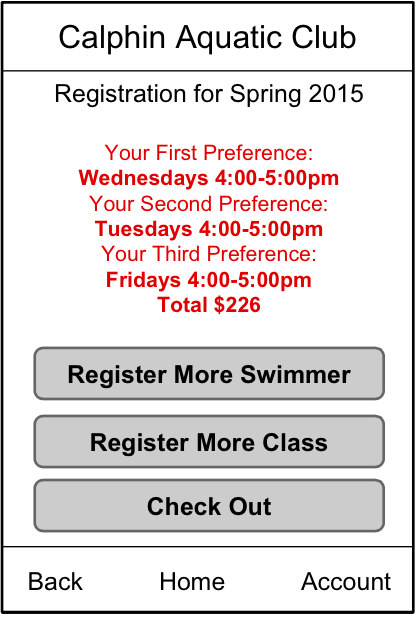 Calphin Aquatic Club
Registration for Spring 2015
Your First Preference:
Wednesdays 4:00-5:00pm
Your Second Preference:
Tuesdays 4:00-5:00pm
Your Third Preference:
Fridays 4:00-5:00pm
Total $226
Register More Swimmer
Register More Class
Check Out
Back Home Account